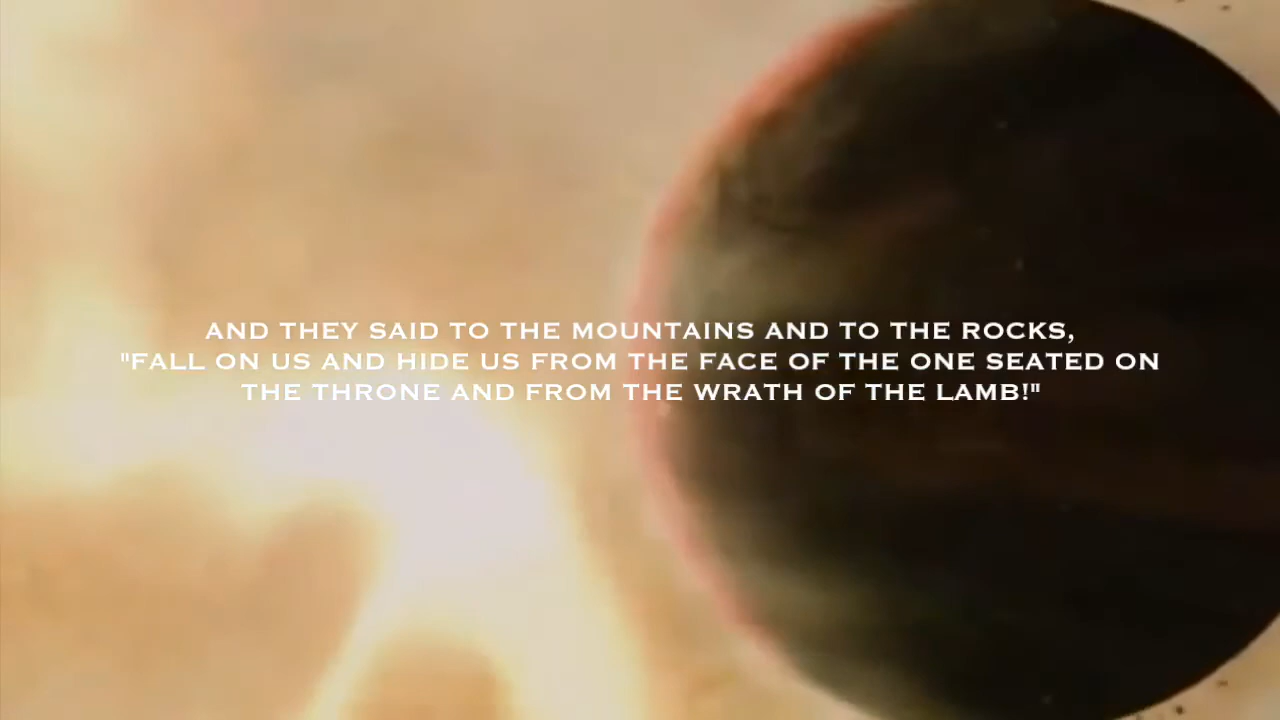 AND THEY SAID TO THE MOUNTAINS AND TO THE ROCKS,
"FALL ON US AND HIDE US FROM THE FACE OF THE ONE SEATED ON
THE THRONE AND FROM THE WRATH OF THE LAMB!"